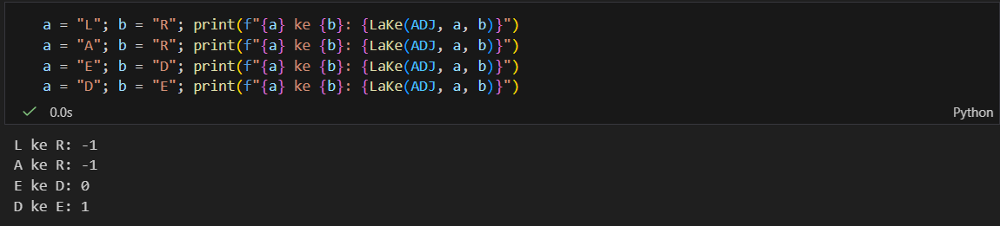 a = "L"; b = "R"; print(f"{a} ke {b}: {LaKe(ADJ, a, b)}")
a = "A"; b = "R"; print(f"{a} ke {b}: {LaKe(ADJ, a, b)}")
a = "E"; b = "D"; print(f"{a} ke {b}: {LaKe(ADJ, a, b)}")
a = "D"; b = "E"; print(f"{a} ke {b}: {LaKe(ADJ, a, b)}")
✓ 0.0s Python
L ke R: -1
A ke R: -1
E ke D: 0
D ke E: 1